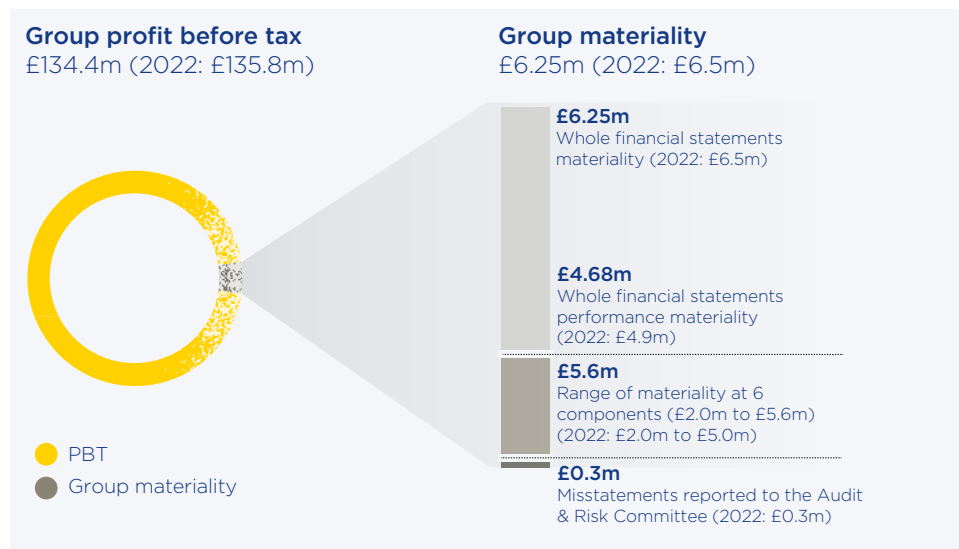 Group profit before tax
£134.4m (2022: £135.8m)
Group materiality
£6.25m (2022: £6.5m)
£6.25m
Whole financial statements
materiality (2022: £6.5m)
£4.68m
Whole financial statements
performance materiality
(2022: £4.9m)
£5.6m
Range of materiality at 6
components (£2.0m to £5.6m)
(2022: £2.0m to £5.0m)
£0.3m
Misstatements reported to the Audit
& Risk Committee (2022: £0.3m)
PBT
Group materiality